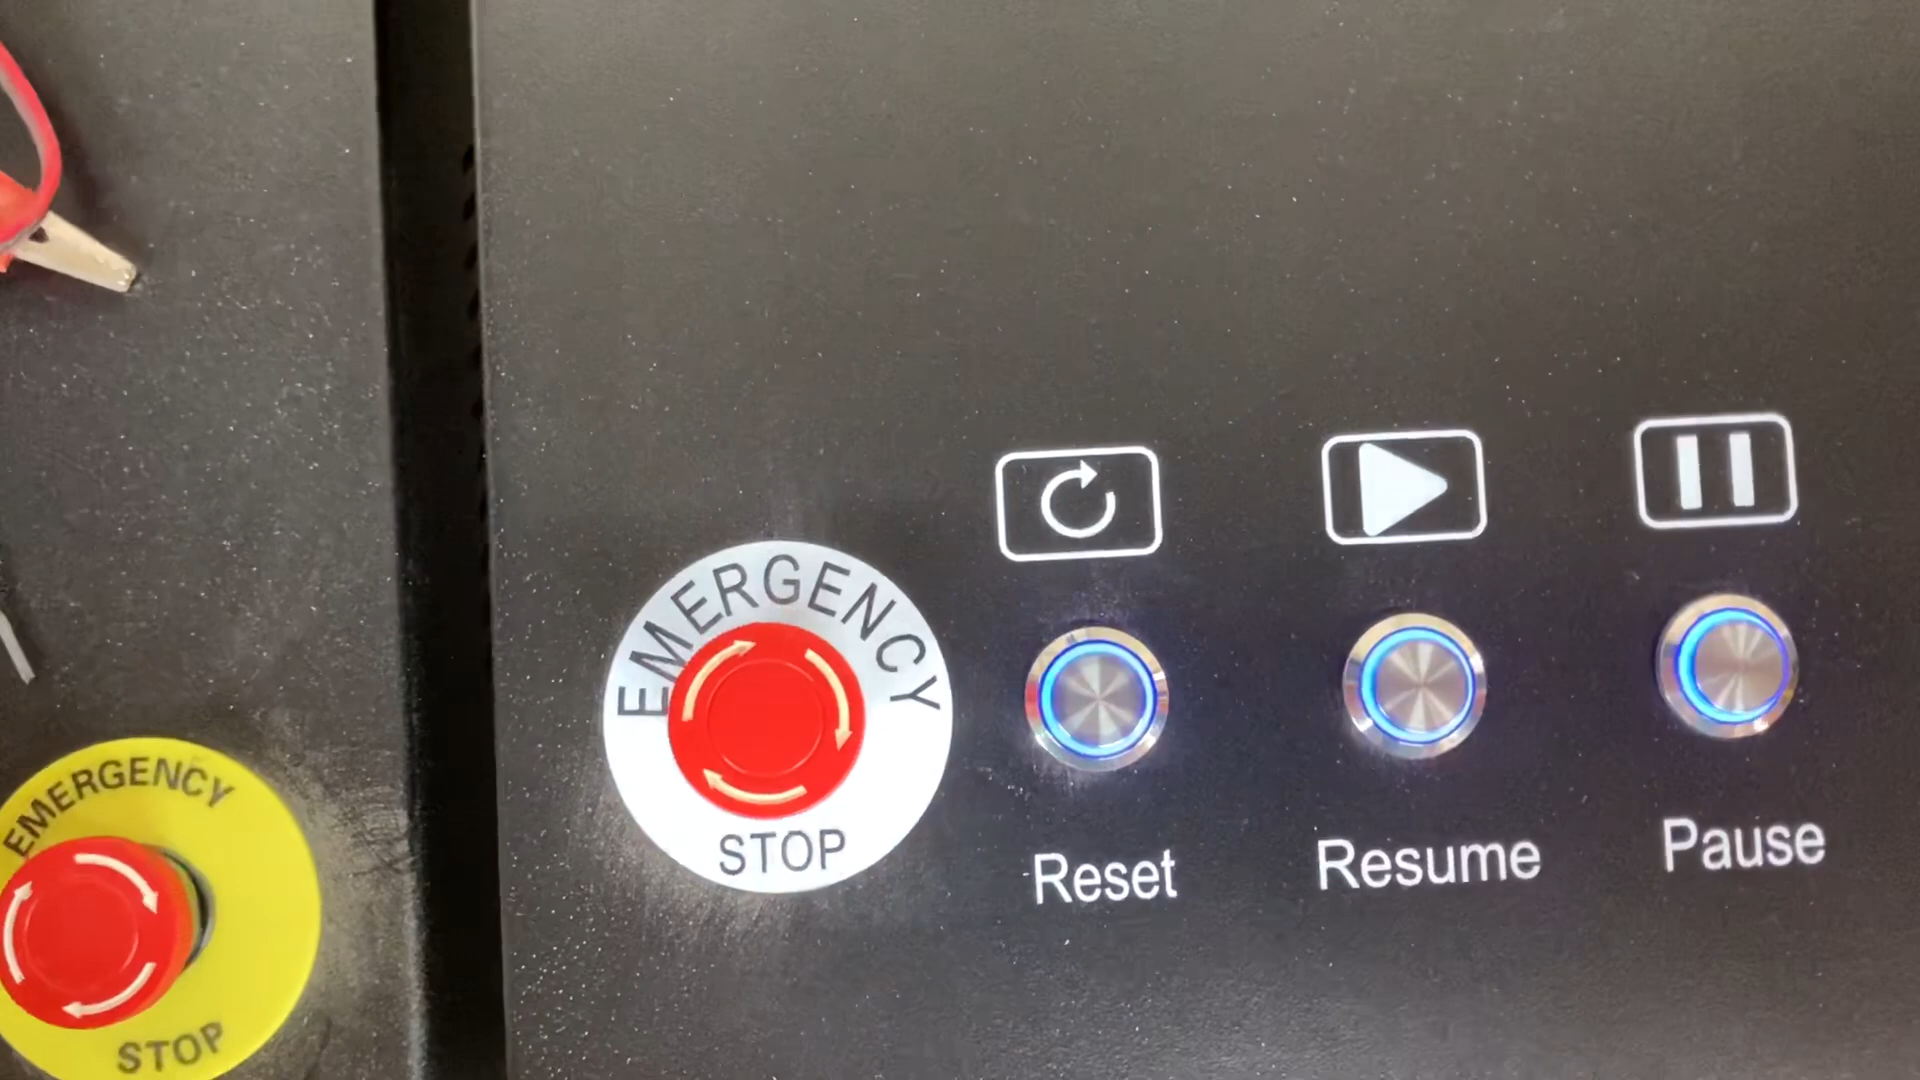 EMERGENCY
STOP
Reset
Resume
Pause
EMERGENCY
STOP